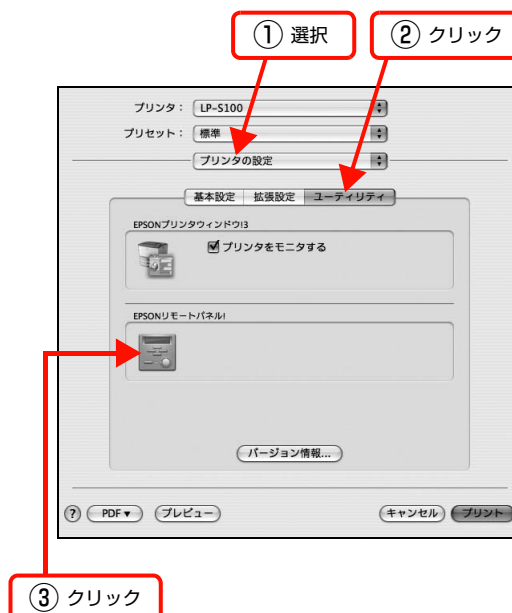 ① 選択
② クリック
プリンタ： LP-S100
プリセット： 標準
プリンタの設定
基本設定 拡張設定 ユーティリティ
EPSONプリンタウィンドウ!3
プリンタをモニタする
EPSONリモートパネル!
バージョン情報...
? PDF▼ プレビュー キャンセル プリント
③ クリック